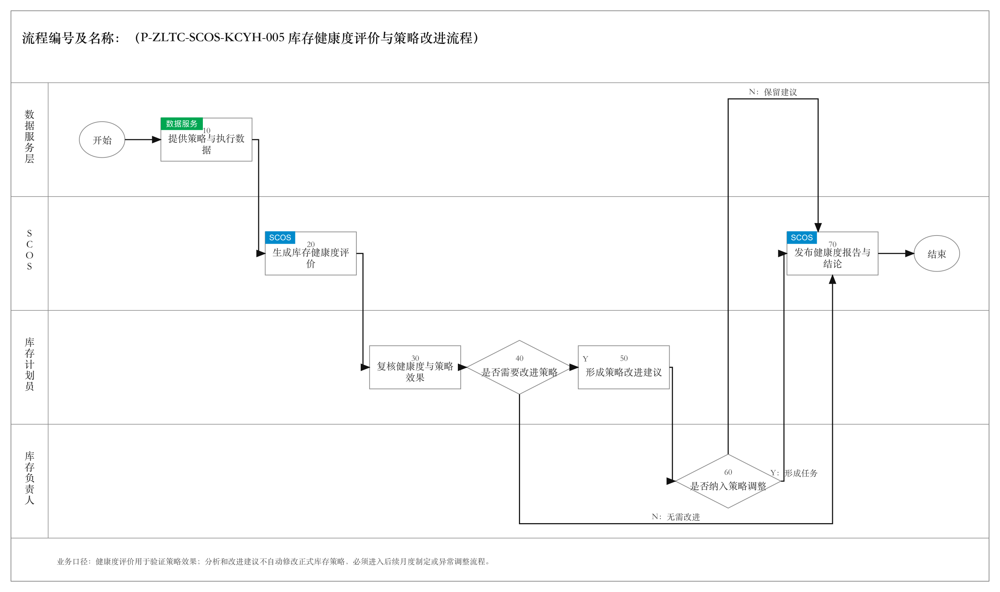 流程编号及名称：（P-ZLTC-SCOS-KCYH-005 库存健康度评价与策略改进流程）
N：保留建议
数据服务层
开始
数据服务
10
提供策略与执行数
据
SCOS
SCOS
20
生成库存健康度评
价
SCOS
70
发布健康度报告与
结论
结束
库存计划员
30
复核健康度与策略
效果
40
是否需要改进策略
Y
50
形成策略改进建议
库存负责人
60
是否纳入策略调整
Y：形成任务
N：无需改进
业务口径：健康度评价用于验证策略效果；分析和改进建议不自动修改正式库存策略，必须进入后续月度制定或异常调整流程。